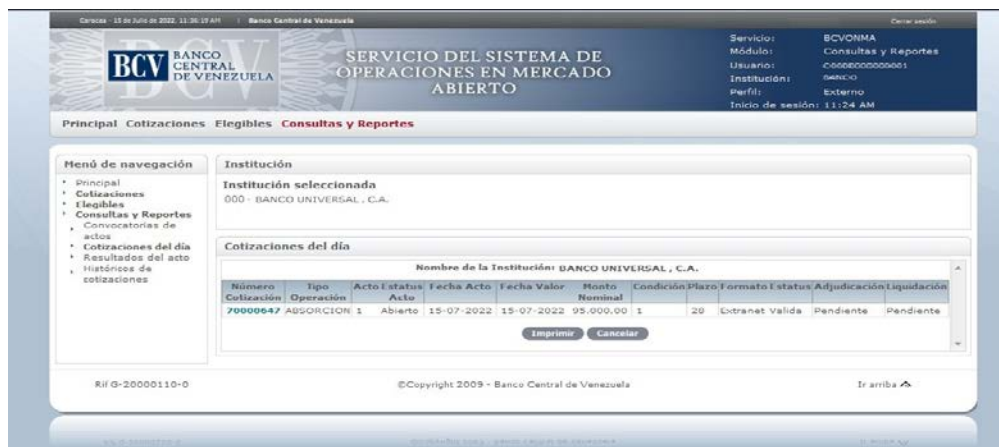 Caracas - 15 de Julio de 2022, 11:36:19 AM | Banco Central de Venezuela Cerrar sesión
BCV BANCO CENTRAL DE VENEZUELA
SERVICIO DEL SISTEMA DE
OPERACIONES EN MERCADO
ABIERTO
Servicio: BCVONMA
Módulo: Consultas y Reportes
Usuario:
Institución: BANCO
Perfil: Externo
Inicio de sesión: 11:24 AM
Principal Cotizaciones Elegibles Consultas y Reportes
Menú de navegación
Principal
Cotizaciones
Elegibles
Consultas y Reportes
Convocatorias de
actos
Cotizaciones del día
Resultados del acto
Históricos de
cotizaciones
Institución
Institución seleccionada
000 - BANCO UNIVERSAL , C.A.
Cotizaciones del día
Nombre de la Institución: BANCO UNIVERSAL , C.A.
Número Cotización Tipo Operación Acto Estatus Acto Fecha Acto Fecha Valor Monto Nominal Condición Plazo Formato Estatus Adjudicación Liquidación
70000647 ABSORCION 1 Abierto 15-07-2022 15-07-2022 95.000,00 1 28 Extranet Valida Pendiente Pendiente
Imprimir Cancelar
Rif G-20000110-0 ©Copyright 2009 - Banco Central de Venezuela Ir arriba